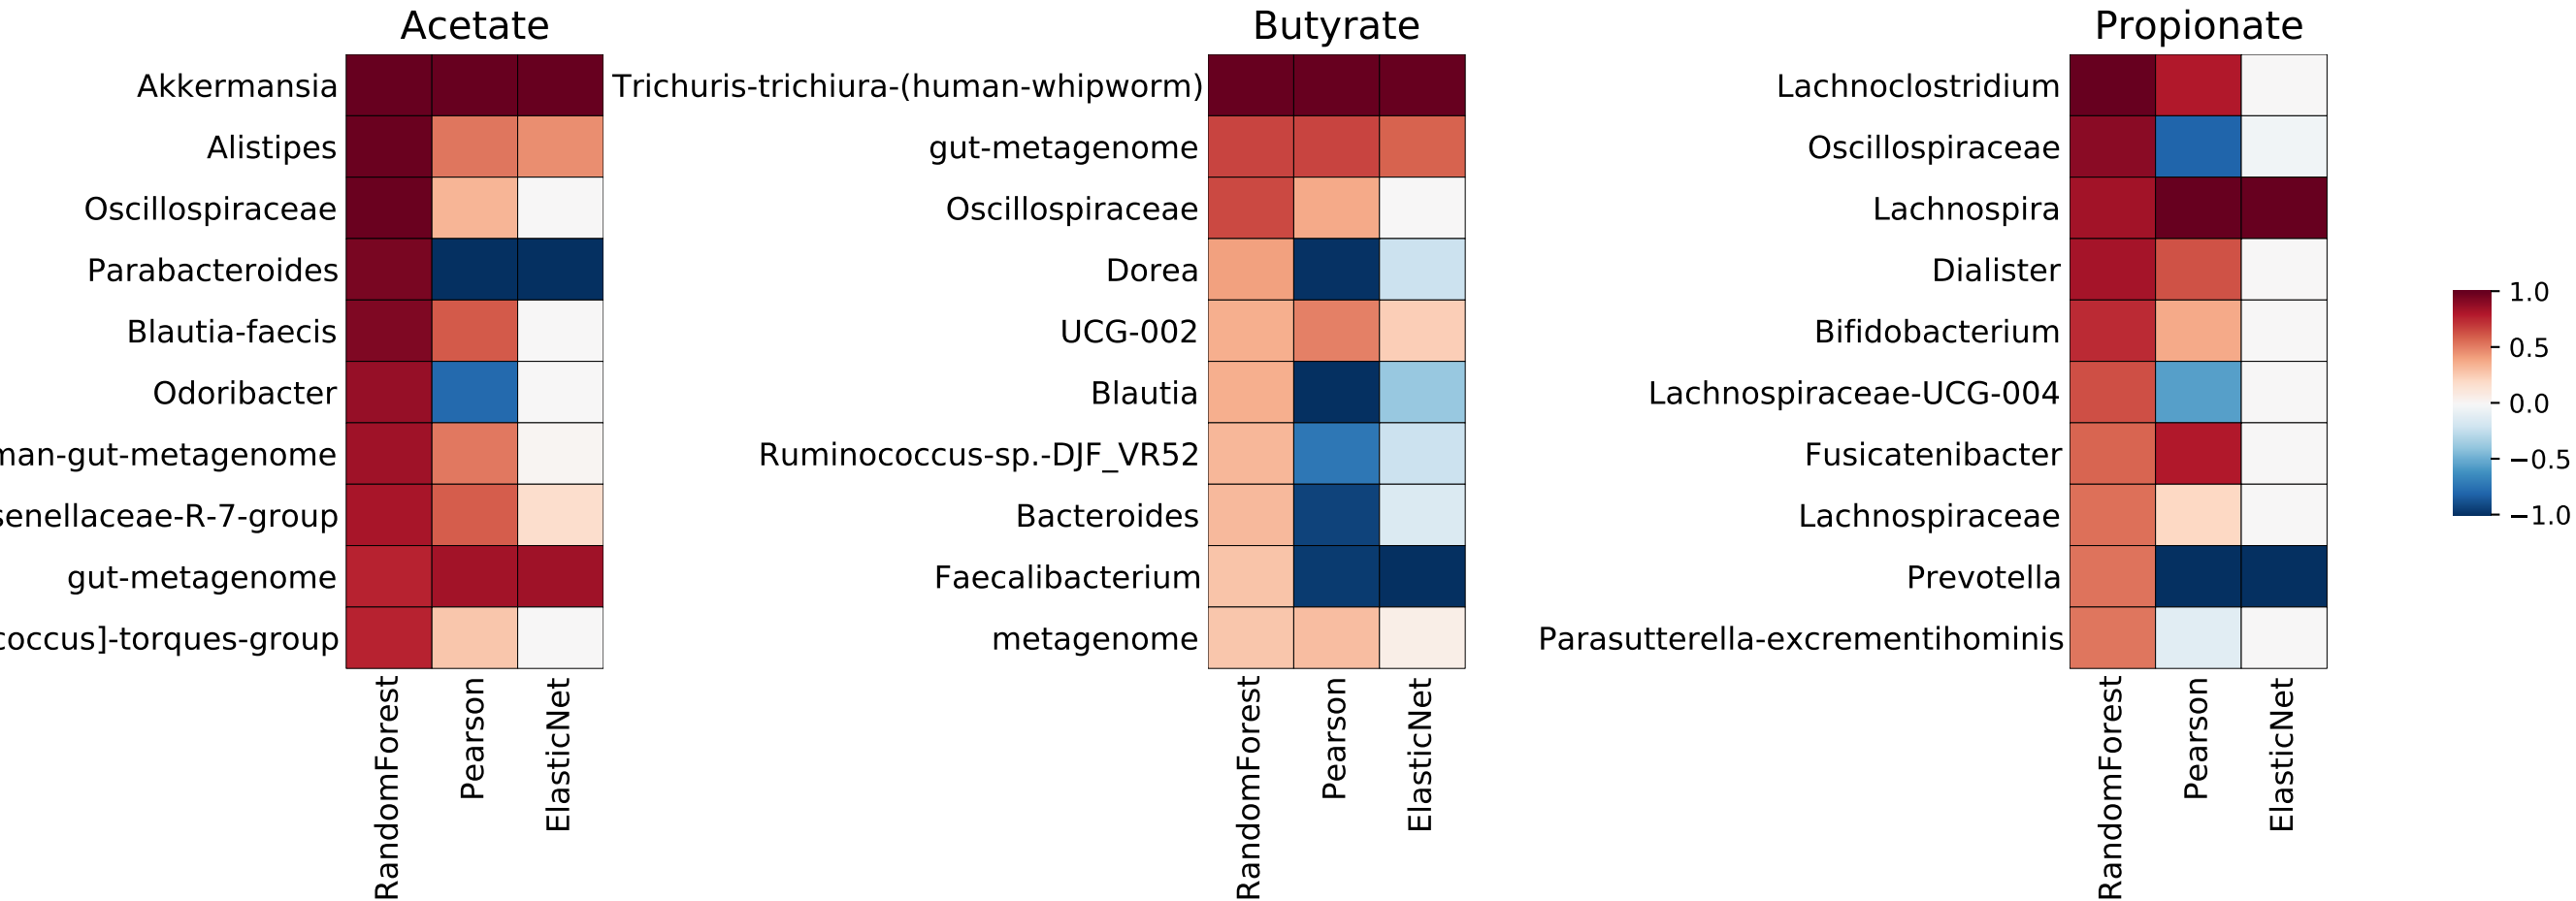 Acetate
Akkermansia
Alistipes
Oscillospiraceae
Parabacteroides
Blautia-faecis
Odoribacter
man-gut-metagenome
senellaceae-R-7-group
gut-metagenome
coccus]-torques-group
RandomForest
Pearson
ElasticNet
Butyrate
Trichuris-trichiura-(human-whipworm)
gut-metagenome
Oscillospiraceae
Dorea
UCG-002
Blautia
Ruminococcus-sp.-DJF_VR52
Bacteroides
Faecalibacterium
metagenome
RandomForest
Pearson
ElasticNet
Propionate
Lachnoclostridium
Oscillospiraceae
Lachnospira
Dialister
Bifidobacterium
Lachnospiraceae-UCG-004
Fusicatenibacter
Lachnospiraceae
Prevotella
Parasutterella-excrementihominis
RandomForest
Pearson
ElasticNet
1.0
0.5
0.0
−0.5
−1.0